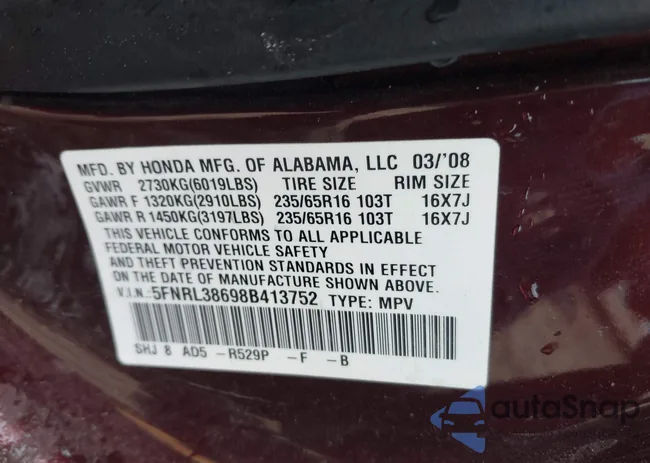 MFD. BY HONDA MFG. OF ALABAMA, LLC 03/'08
GVWR 2730KG(6019LBS) TIRE SIZE RIM SIZE
GAWR F 1320KG(2910LBS) 235/65R16 103T 16X7J
GAWR R 1450KG(3197LBS) 235/65R16 103T 16X7J
THIS VEHICLE CONFORMS TO ALL APPLICABLE
FEDERAL MOTOR VEHICLE SAFETY
AND THEFT PREVENTION STANDARDS IN EFFECT
ON THE DATE OF MANUFACTURE SHOWN ABOVE.
V.I.N.:5FNRL38698B413752 TYPE: MPV
SHJ 8 AD5 -R529P -F -B
autoSnap